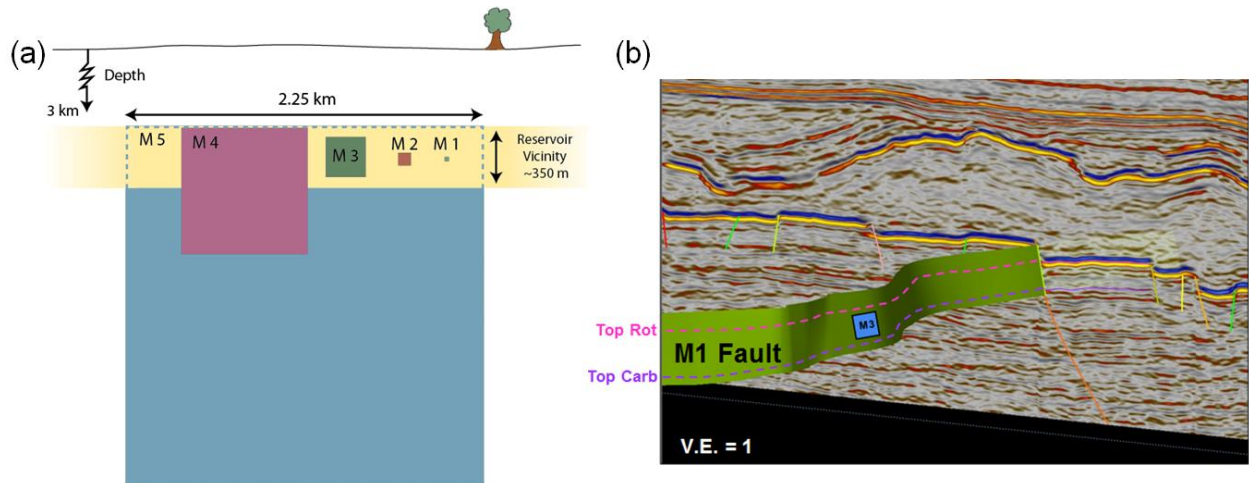 (a)
Depth
3 km
2.25 km
M 5
M 4
M 3
M 2
M 1
Reservoir
Vicinity
~350 m
(b)
Top Rot
M3
M1 Fault
Top Carb
V.E. = 1